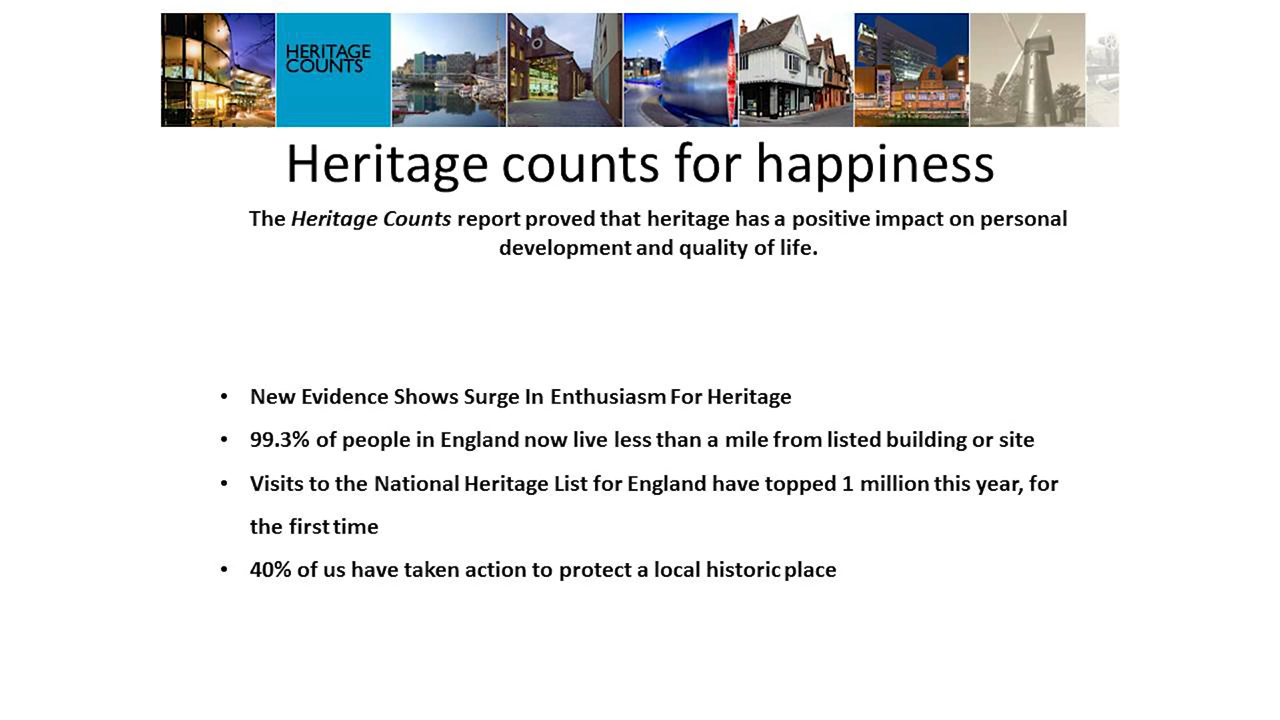 HERITAGE
COUNTS
Heritage counts for happiness
The Heritage Counts report proved that heritage has a positive impact on personal
development and quality of life.
• New Evidence Shows Surge In Enthusiasm For Heritage
• 99.3% of people in England now live less than a mile from listed building or site
• Visits to the National Heritage List for England have topped 1 million this year, for
the first time
• 40% of us have taken action to protect a local historic place